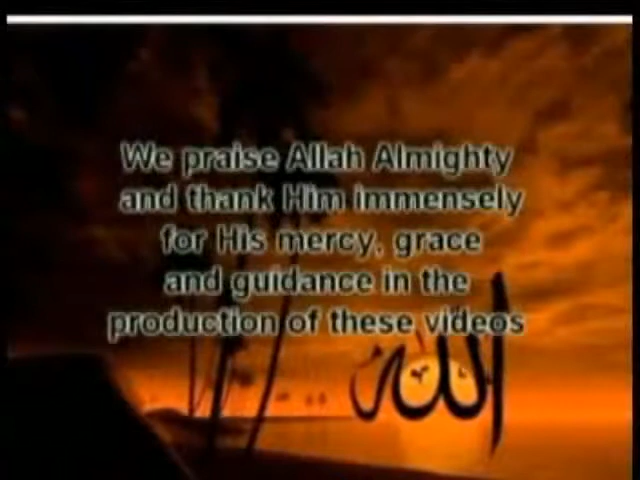 We praise Allah Almighty
and thank Him immensely
for His mercy, grace
and guidance in the
production of these videos
الله